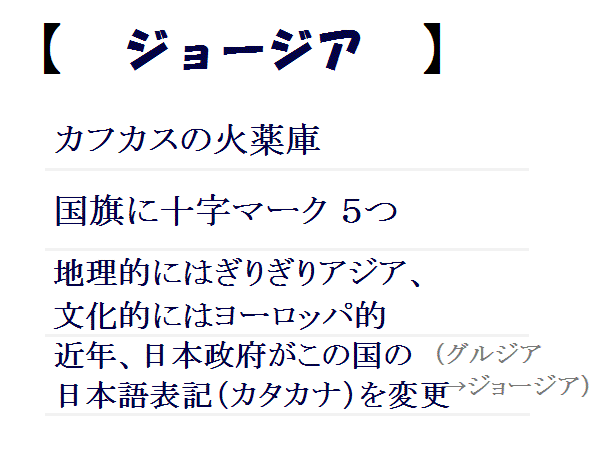 【 ジョージア 】
カフカスの火薬庫
国旗に十字マーク 5つ
地理的にはぎりぎりアジア、
文化的にはヨーロッパ的
近年、日本政府がこの国の (グルジア
日本語表記(カタカナ)を変更 →ジョージア)